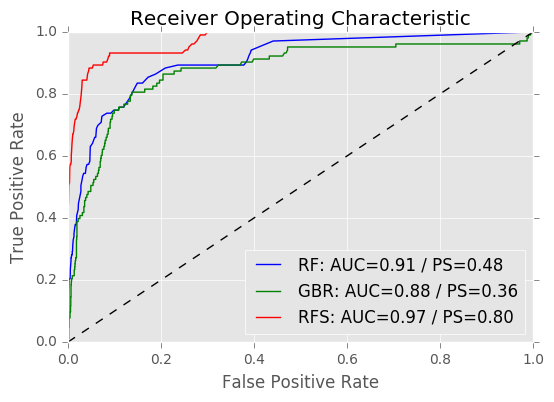 Receiver Operating Characteristic
1.0
0.8
0.6
0.4
0.2
0.0
True Positive Rate
RF: AUC=0.91 / PS=0.48
GBR: AUC=0.88 / PS=0.36
RFS: AUC=0.97 / PS=0.80
0.0 0.2 0.4 0.6 0.8 1.0
False Positive Rate